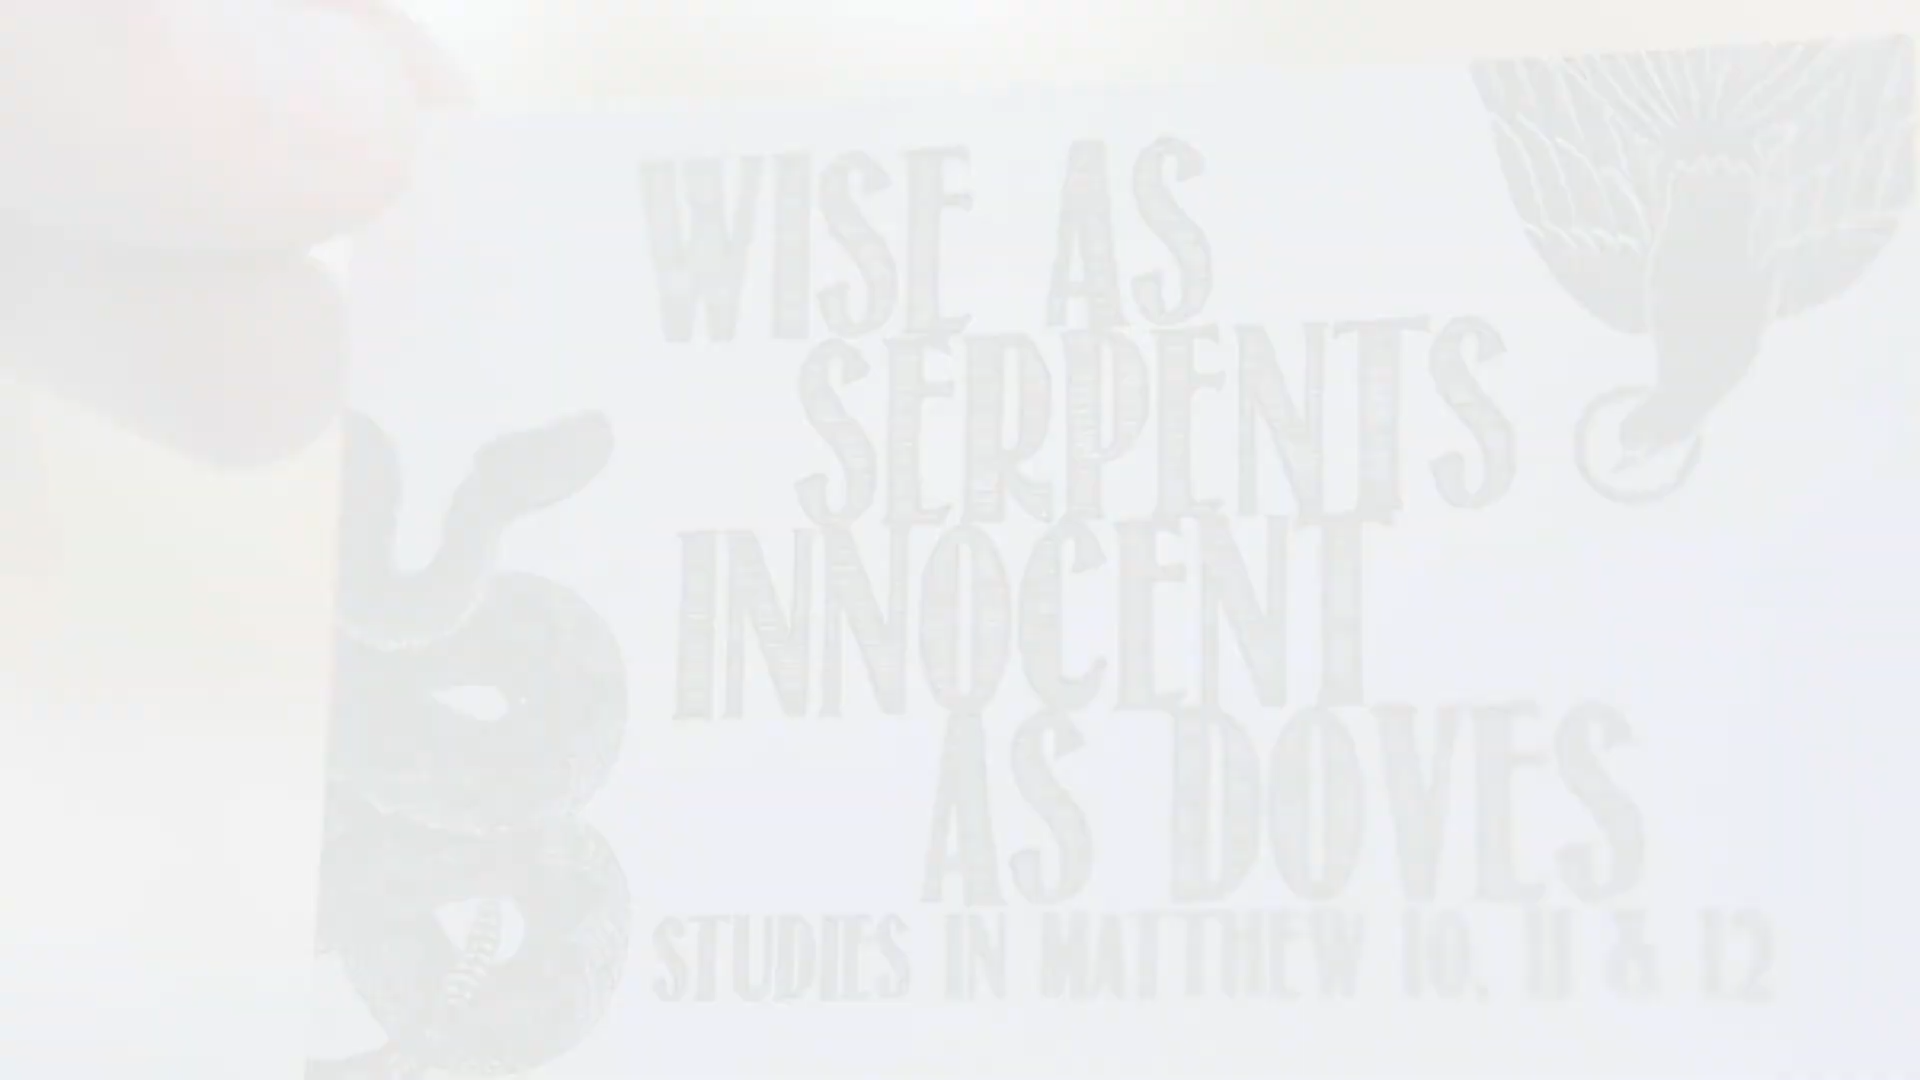 WISE AS
SERPENTS
INNOCENT
AS DOVES
STUDIES IN MATTHEW 10, 11 & 12